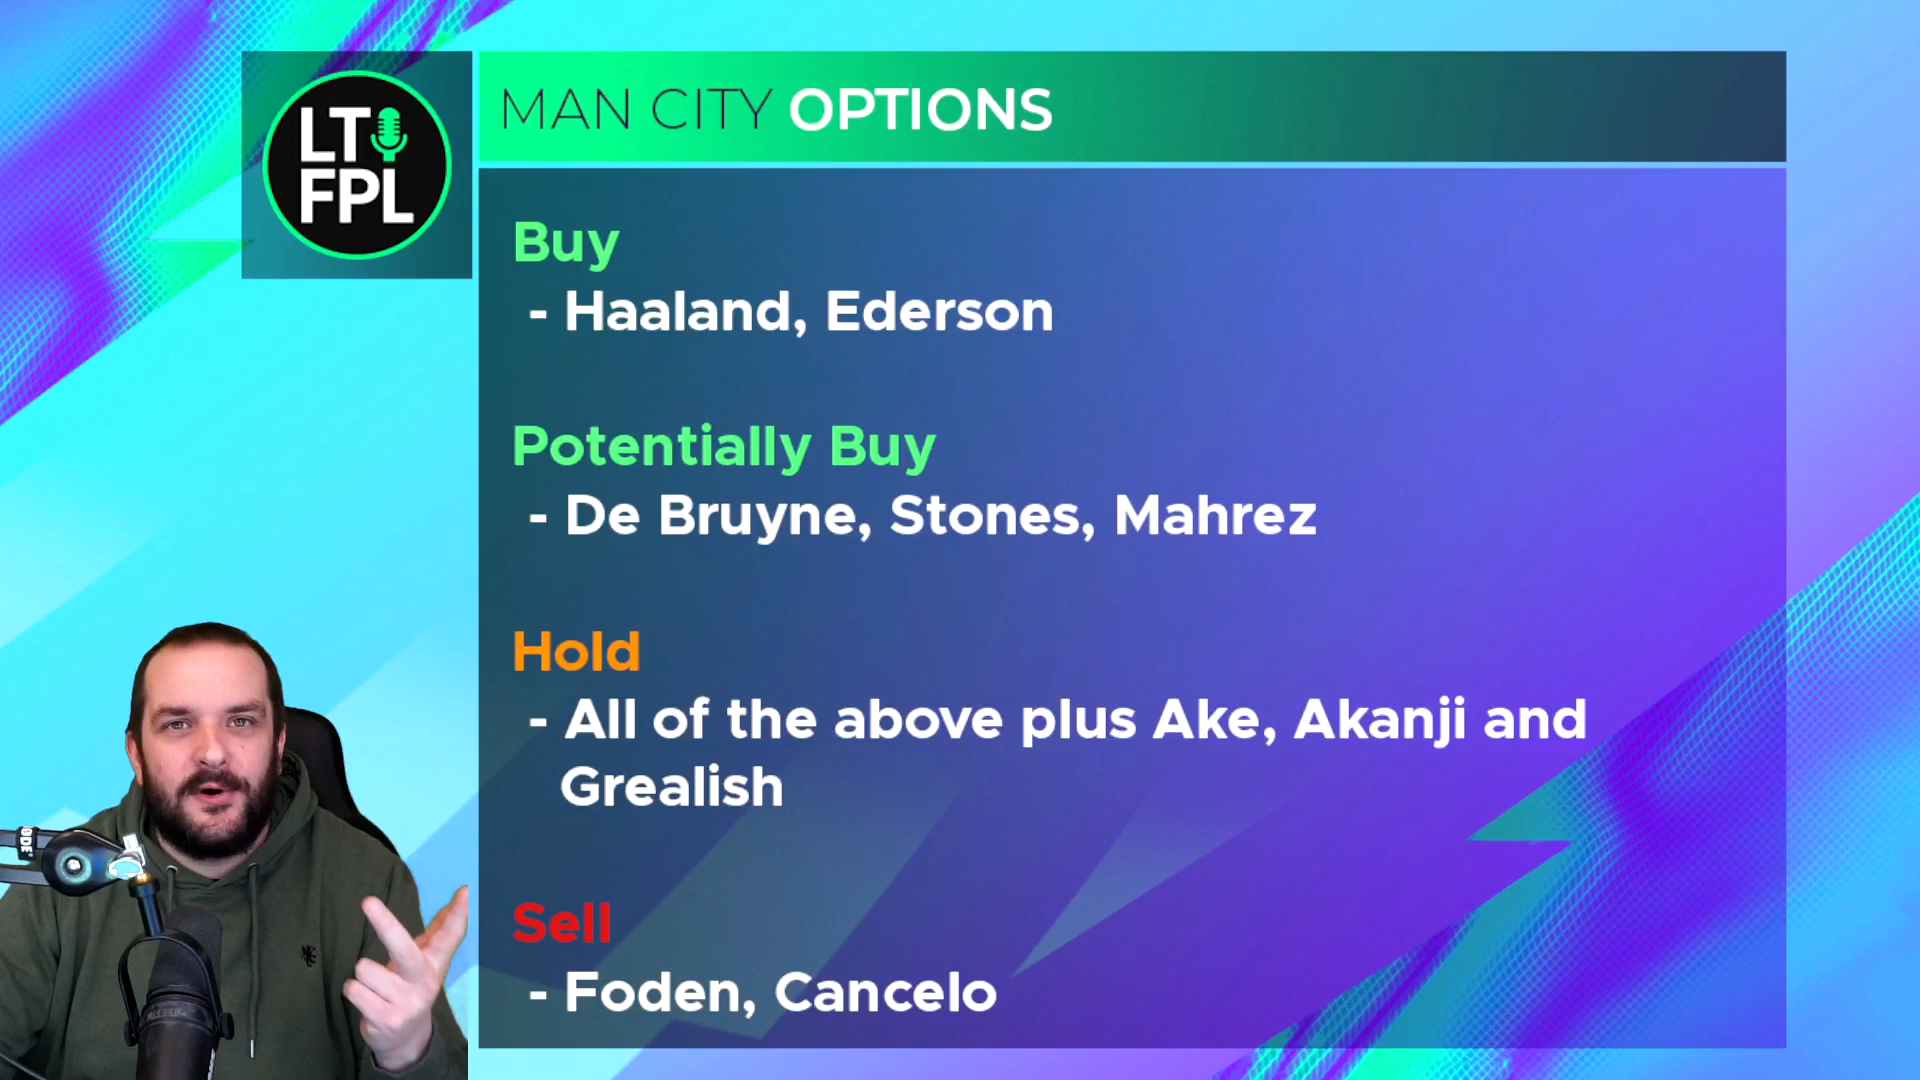 LT
FPL
MAN CITY OPTIONS
Buy
- Haaland, Ederson
Potentially Buy
- De Bruyne, Stones, Mahrez
Hold
- All of the above plus Ake, Akanji and
Grealish
Sell
- Foden, Cancelo